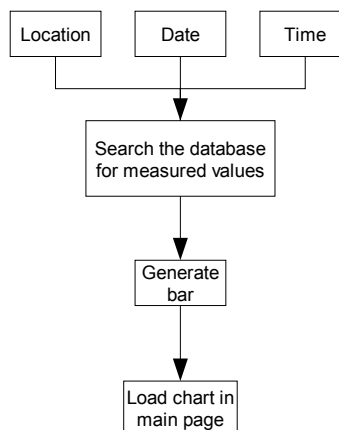 Location
Date
Time
Search the database
for measured values
Generate
bar
Load chart in
main page